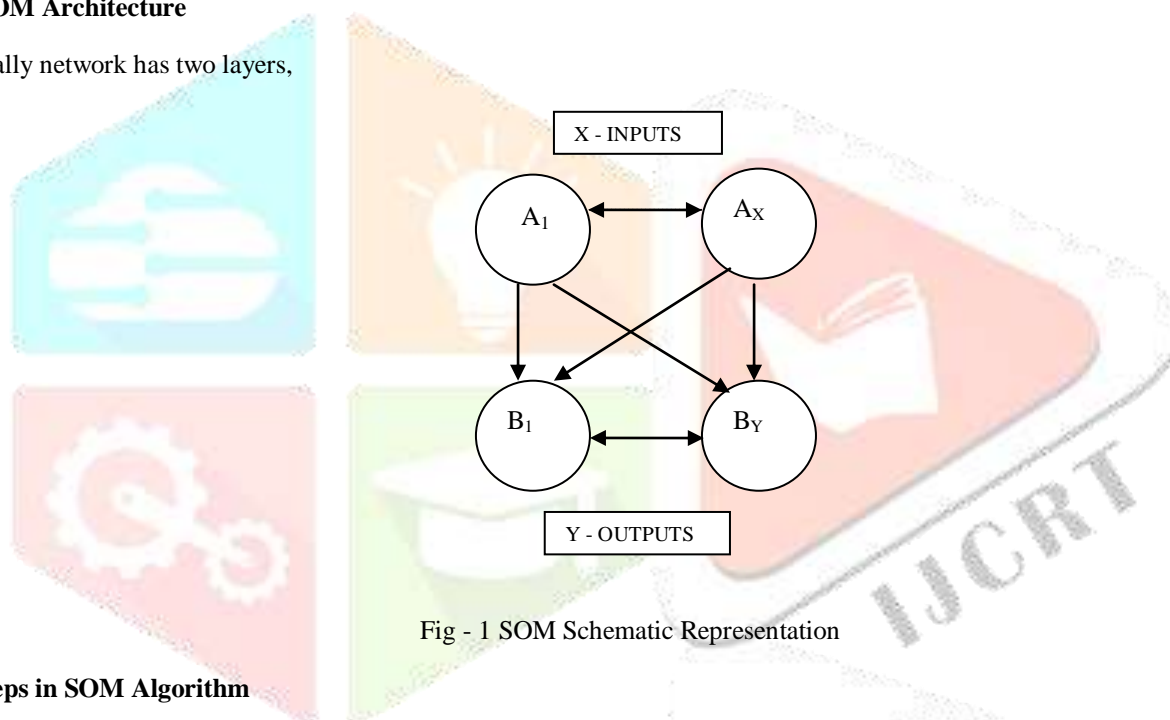 OM Architecture
ally network has two layers,
X - INPUTS
A1 AX
B1 BY
Y - OUTPUTS
IJCRT
Fig - 1 SOM Schematic Representation
eps in SOM Algorithm